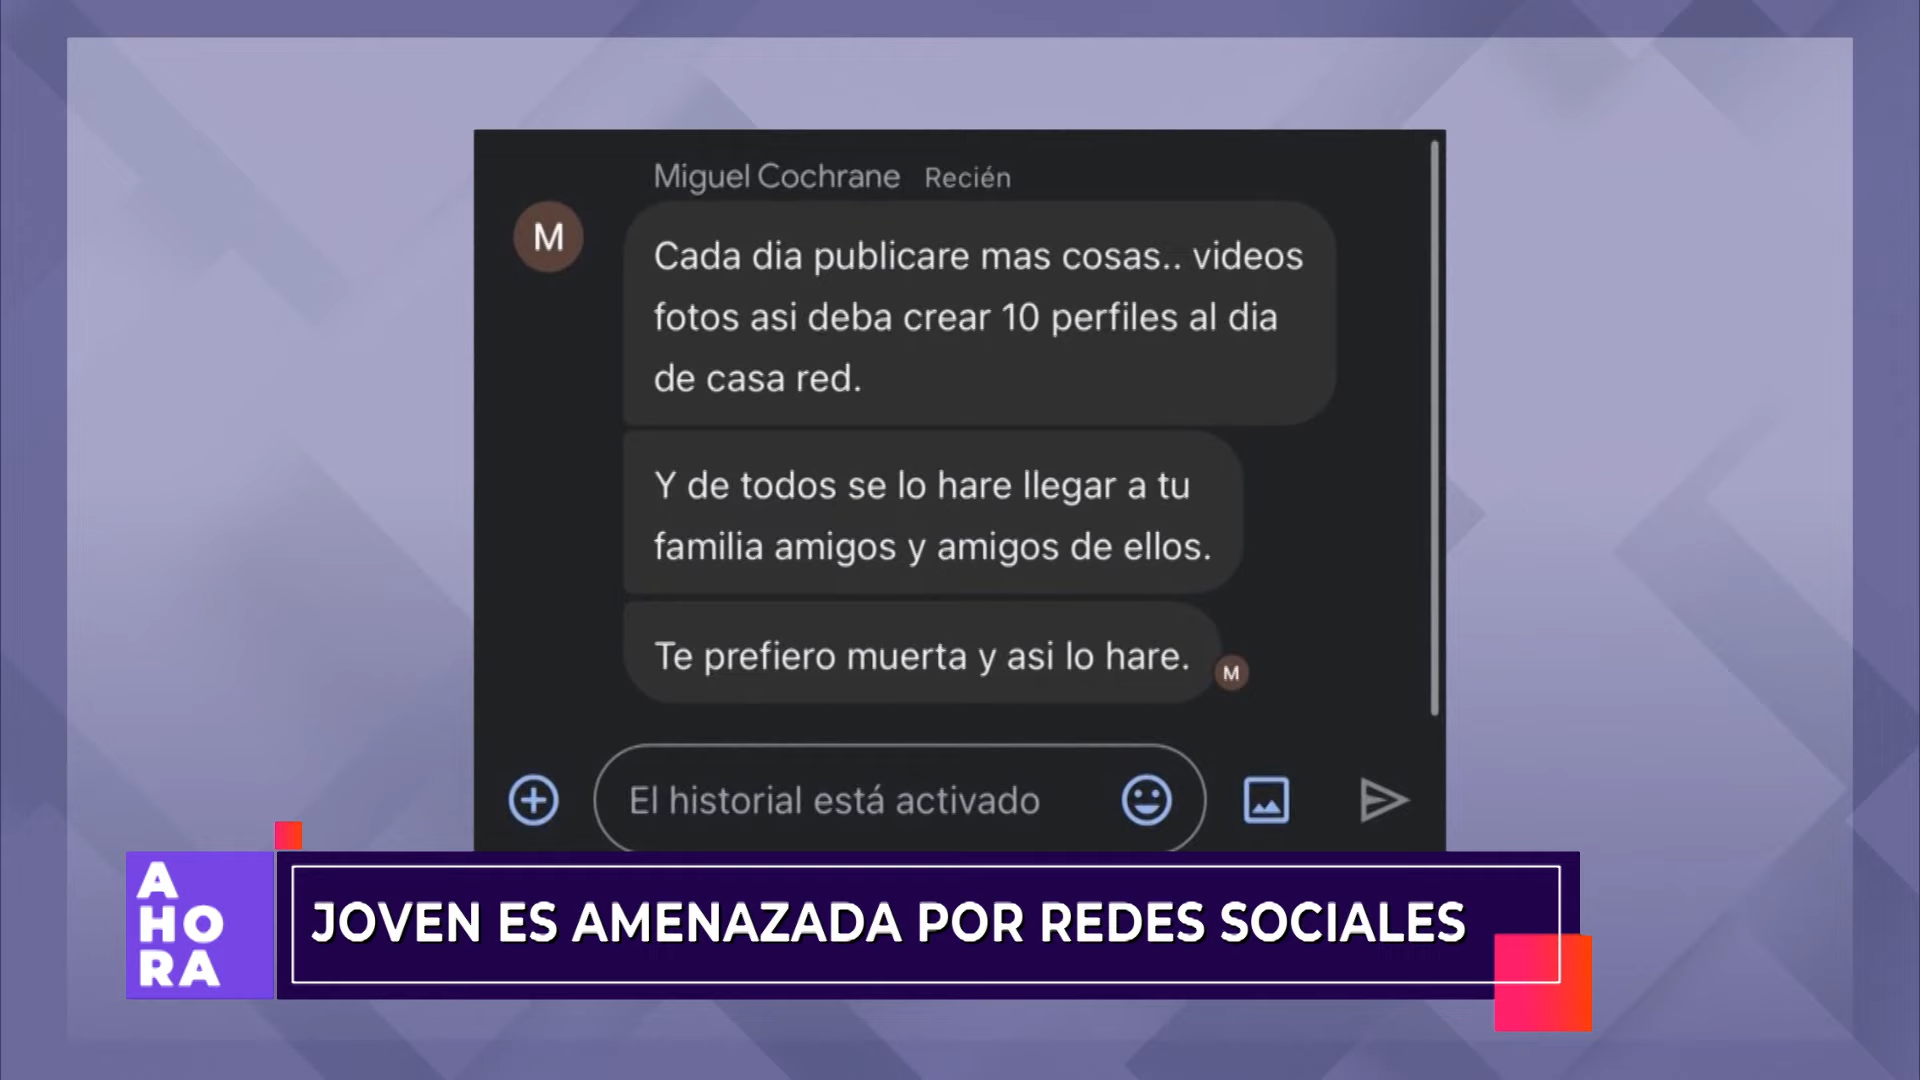 Miguel Cochrane Recién
M
Cada dia publicare mas cosas.. videos
fotos asi deba crear 10 perfiles al dia
de casa red.
Y de todos se lo hare llegar a tu
familia amigos y amigos de ellos.
Te prefiero muerta y asi lo hare.
M
El historial está activado
A
HO
RA
JOVEN ES AMENAZADA POR REDES SOCIALES